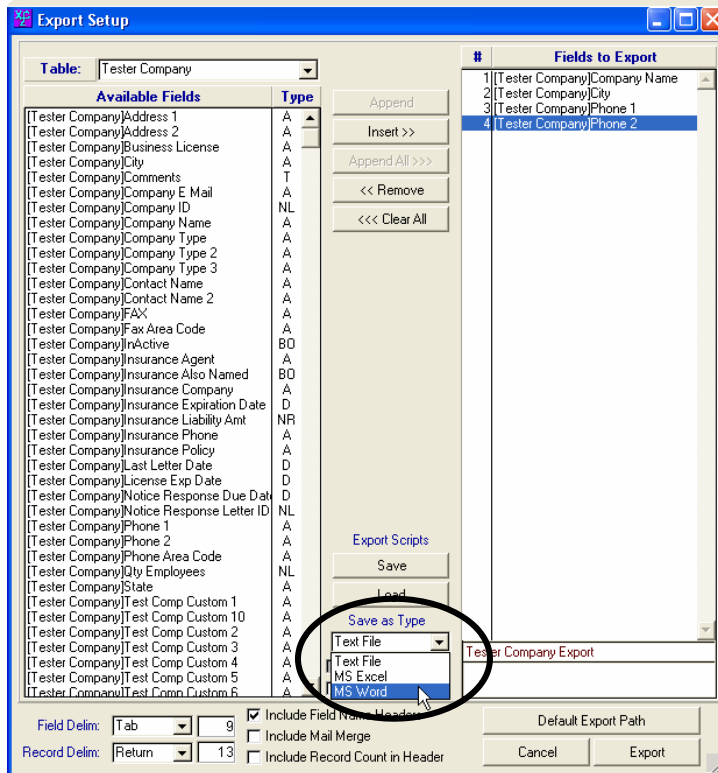 Export Setup
Table: Tester Company
Available Fields Type
[Tester Company]Address 1 A
[Tester Company]Address 2 A
[Tester Company]Business License A
[Tester Company]City A
[Tester Company]Comments T
[Tester Company]Company E Mail A
[Tester Company]Company ID NL
[Tester Company]Company Name A
[Tester Company]Company Type A
[Tester Company]Company Type 2 A
[Tester Company]Company Type 3 A
[Tester Company]Contact Name A
[Tester Company]Contact Name 2 A
[Tester Company]FAX A
[Tester Company]Fax Area Code A
[Tester Company]InActive BO
[Tester Company]Insurance Agent A
[Tester Company]Insurance Also Named BO
[Tester Company]Insurance Company A
[Tester Company]Insurance Expiration Date D
[Tester Company]Insurance Liability Amt NR
[Tester Company]Insurance Phone A
[Tester Company]Insurance Policy A
[Tester Company]Last Letter Date D
[Tester Company]License Exp Date D
[Tester Company]Notice Response Due Dat D
[Tester Company]Notice Response Letter ID NL
[Tester Company]Phone 1 A
[Tester Company]Phone 2 A
[Tester Company]Phone Area Code A
[Tester Company]Qty Employees NL
[Tester Company]State A
[Tester Company]Test Comp Custom 1 A
[Tester Company]Test Comp Custom 10 A
[Tester Company]Test Comp Custom 2 A
[Tester Company]Test Comp Custom 3 A
[Tester Company]Test Comp Custom 4 A
[Tester Company]Test Comp Custom 5 A
[Tester Company]Test Comp Custom 6 A
Append
Insert >>
Append All >>>
<< Remove
<<< Clear All
Export Scripts
Save
Load
Save as Type
Text File
Text File
MS Excel
MS Word
# Fields to Export
1 [Tester Company]Company Name
2 [Tester Company]City
3 [Tester Company]Phone 1
4 [Tester Company]Phone 2
Tester Company Export
Field Delim: Tab 9
Record Delim: Return 13
Include Field Name Headers
Include Mail Merge
Include Record Count in Header
Default Export Path
Cancel Export